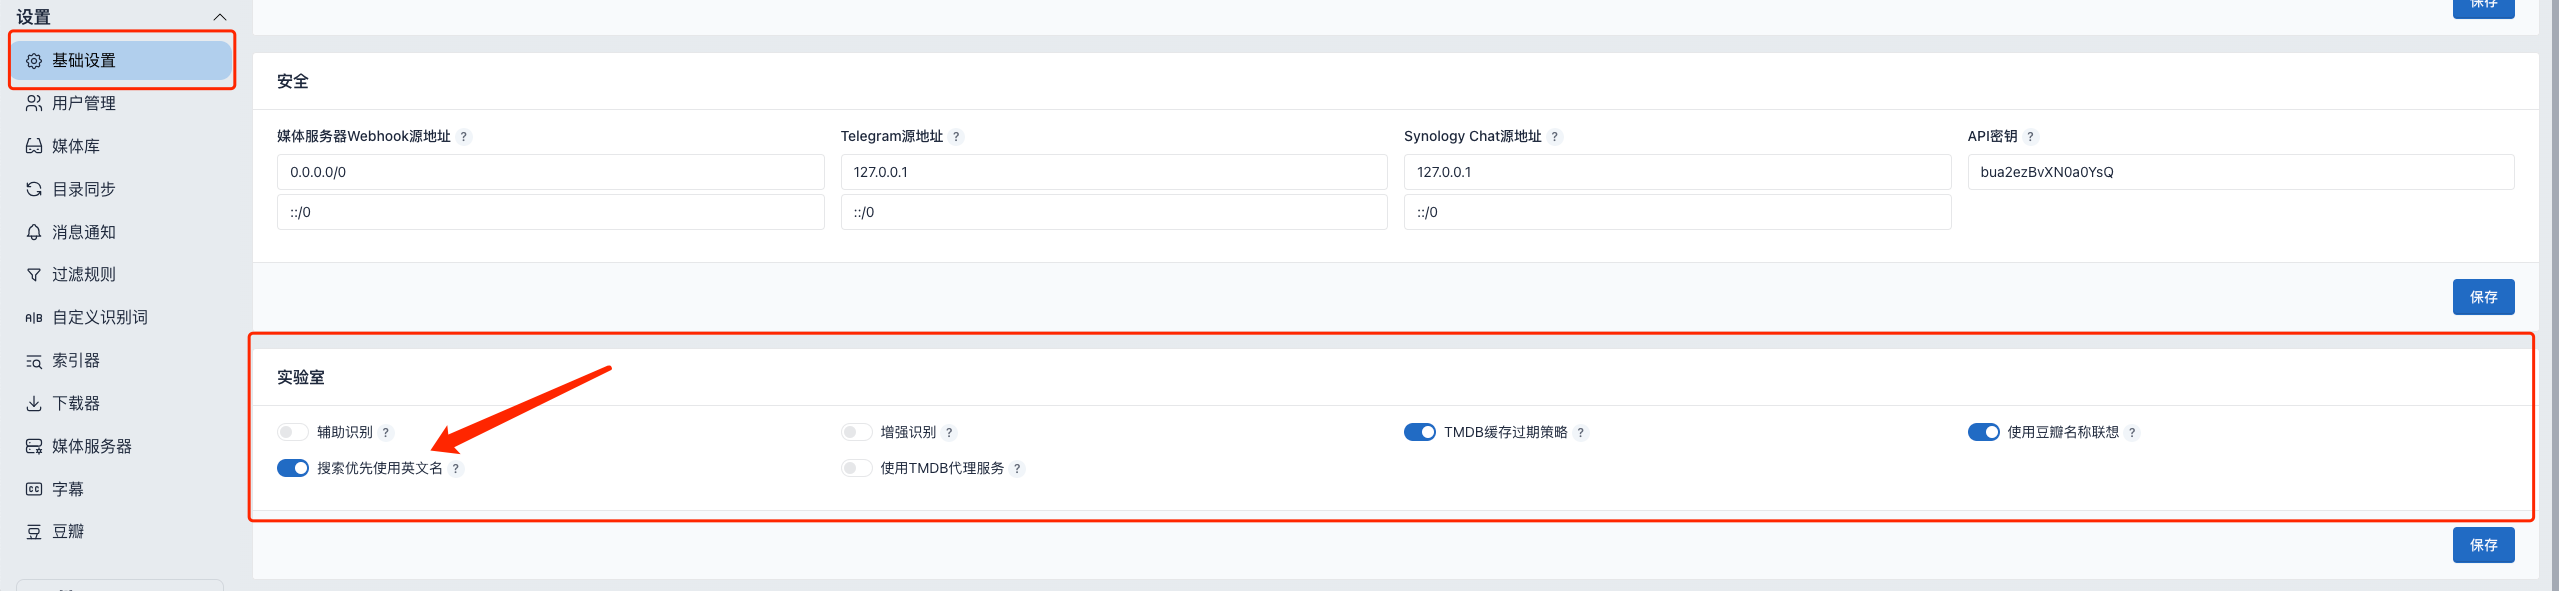 设置
基础设置
用户管理
媒体库
目录同步
消息通知
过滤规则
A|B 自定义识别词
索引器
下载器
媒体服务器
CC 字幕
豆 豆瓣
保存
安全
媒体服务器Webhook源地址 ?
Telegram源地址 ?
Synology Chat源地址 ?
API密钥 ?
0.0.0.0/0
127.0.0.1
127.0.0.1
bua2ezBvXN0a0YsQ
::/0
::/0
::/0
保存
实验室
辅助识别 ?
增强识别 ?
TMDB缓存过期策略 ?
使用豆瓣名称联想 ?
搜索优先使用英文名 ?
使用TMDB代理服务 ?
保存